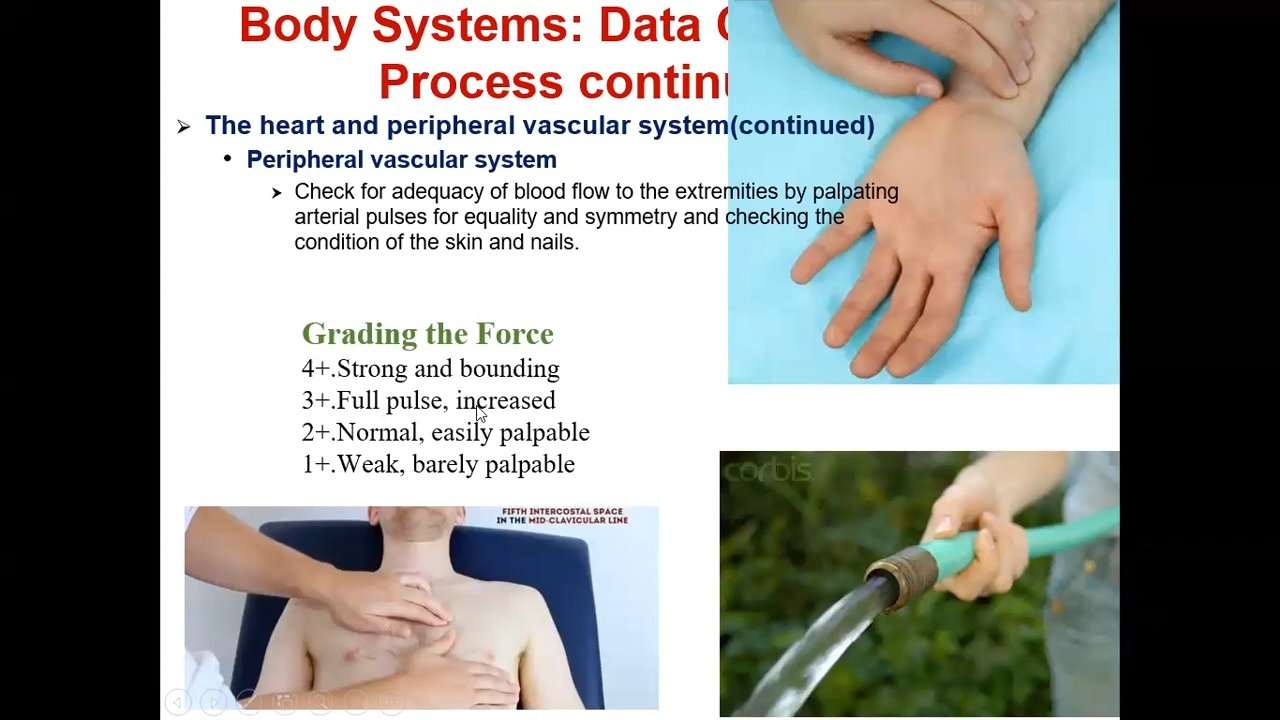 Body Systems: Data
Process
The heart and peripheral vascular system(continued)
Peripheral vascular system
Check for adequacy of blood flow to the extremities by palpating
arterial pulses for equality and symmetry and checking the
condition of the skin and nails.
Grading the Force
4+.Strong and bounding
3+.Full pulse, increased
2+.Normal, easily palpable
1+.Weak, barely palpable
FIFTH INTERCOSTAL SPACE
IN THE MID-CLAVICULAR LINE
corbis.